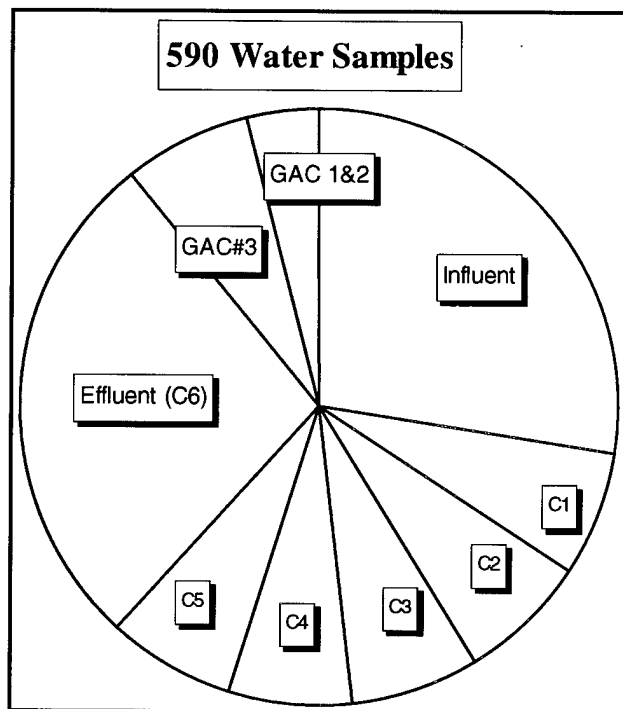 590 Water Samples
GAC 1&2
GAC#3
Influent
Effluent (C6)
C1
C2
C3
C4
C5